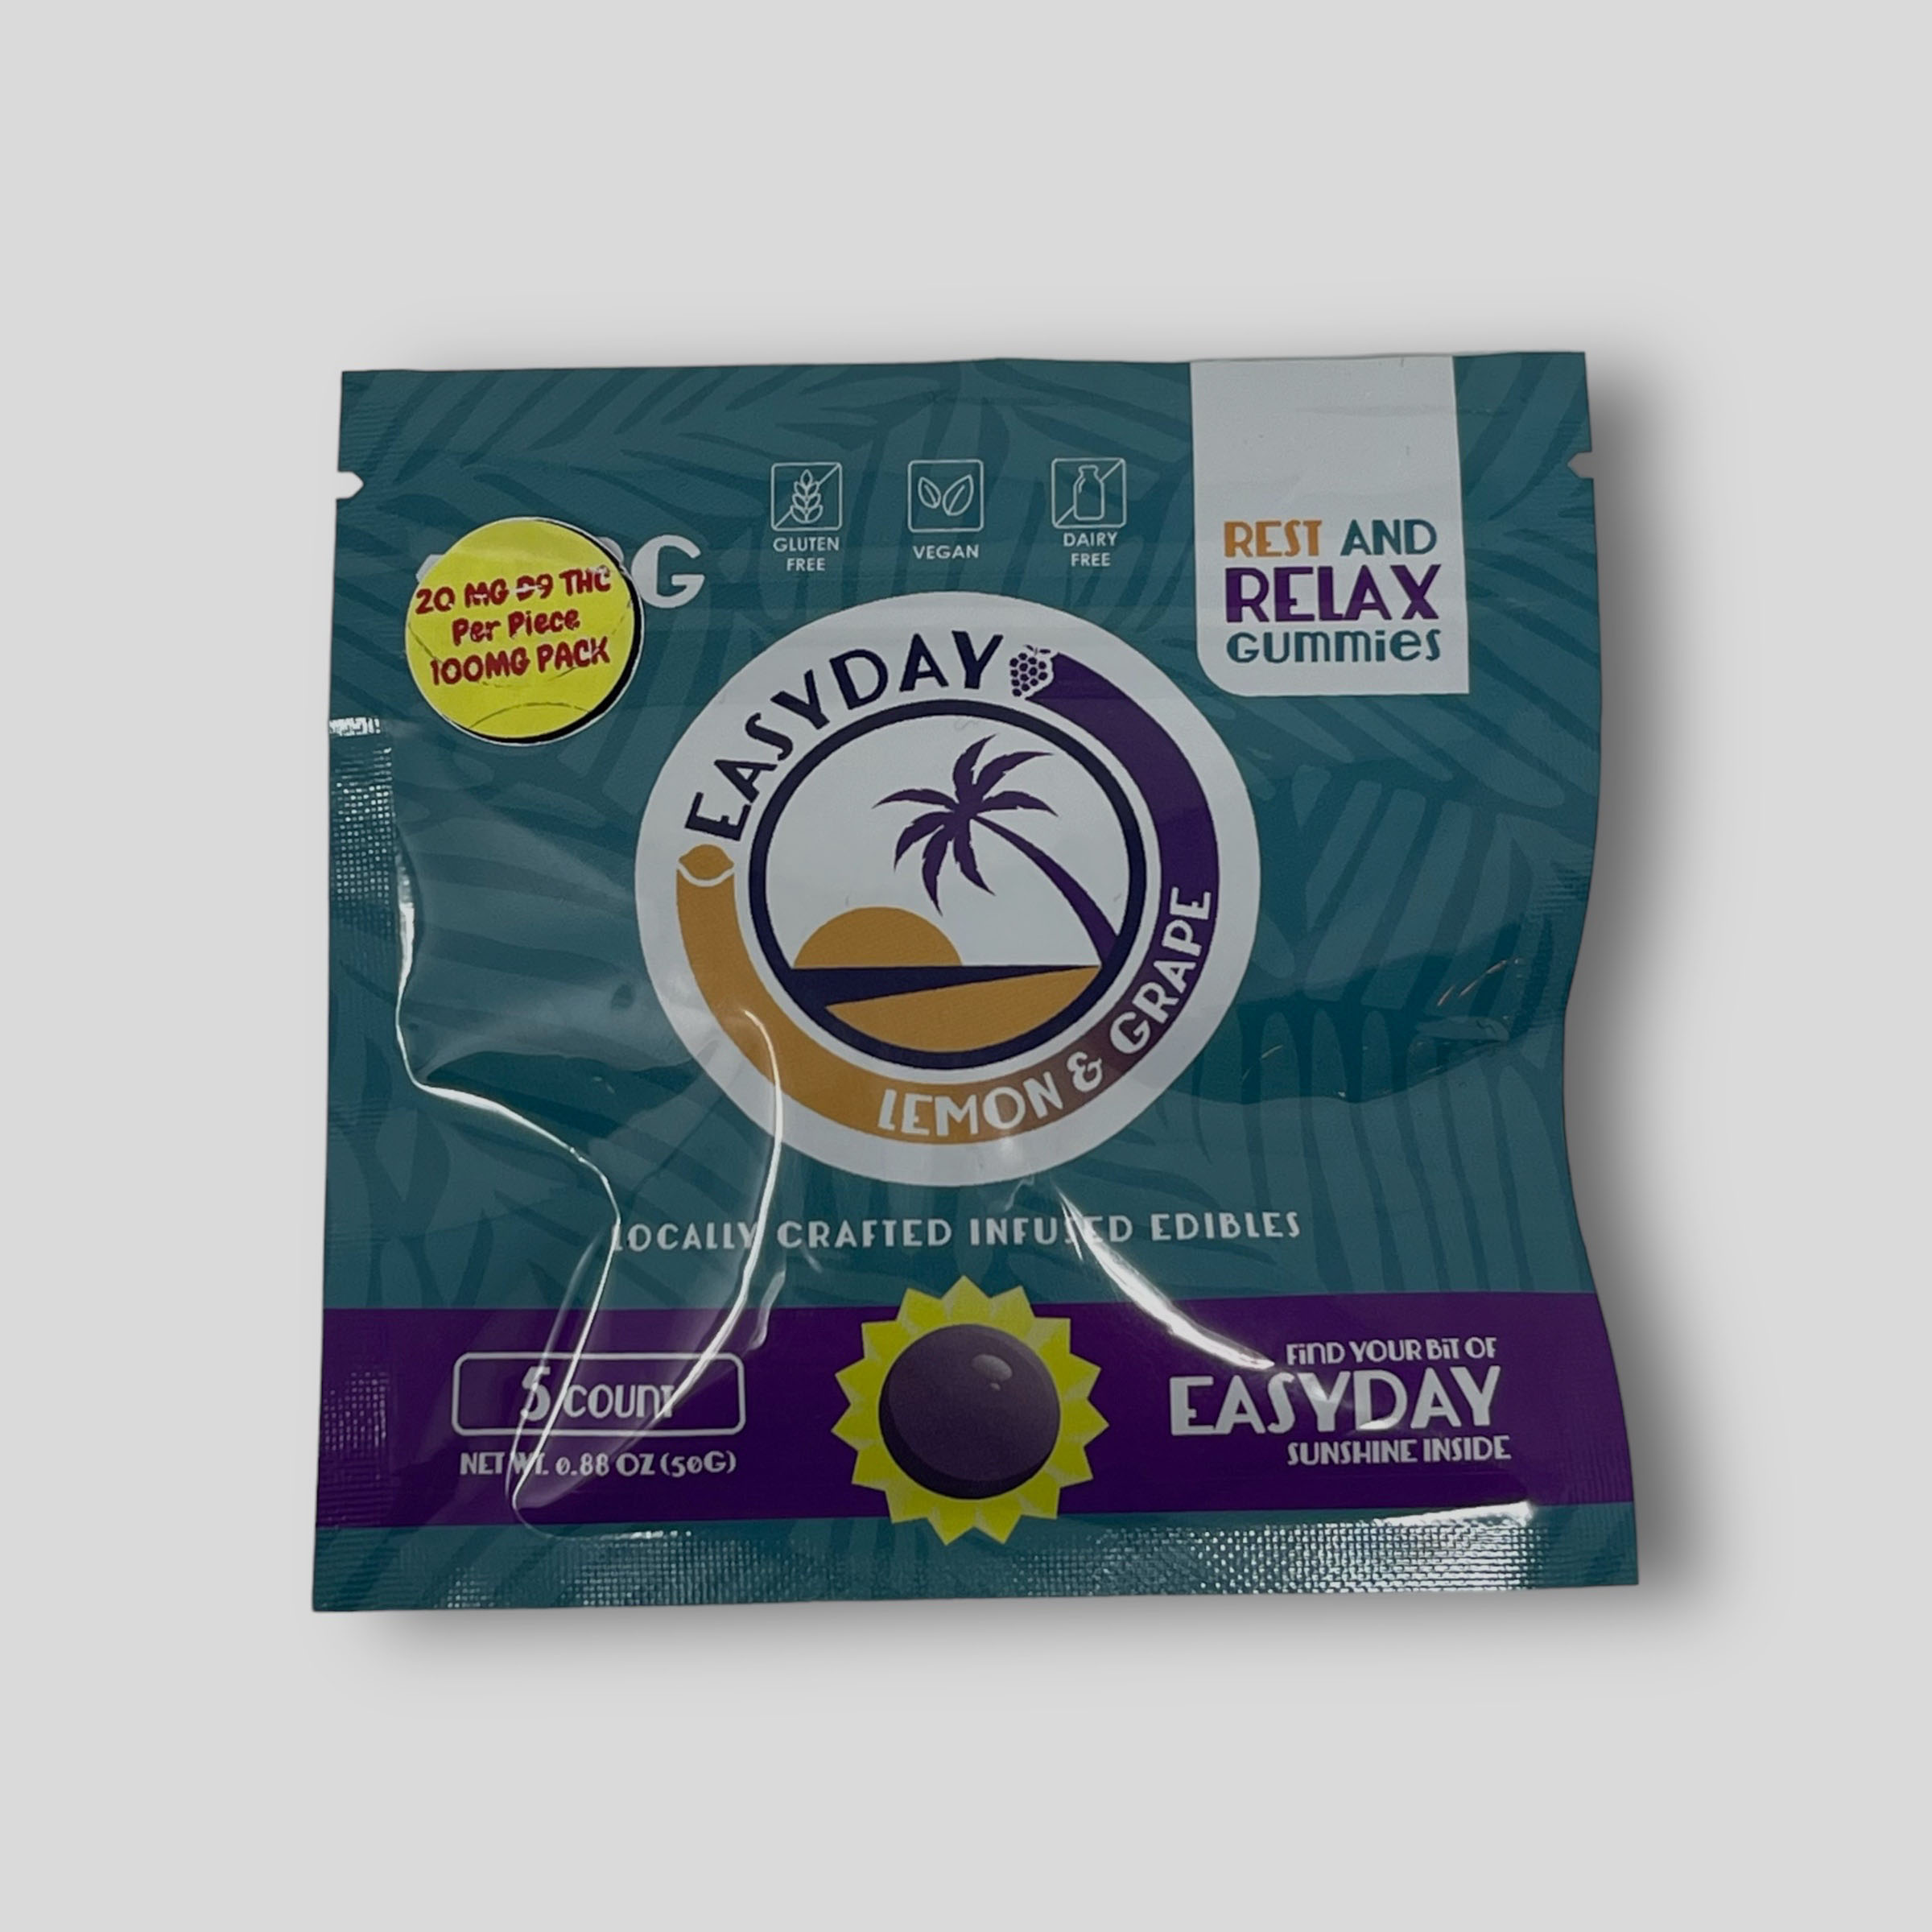 20 MG D9 THC
Per Piece
100MG PACK
G
GLUTEN
FREE
VEGAN
DAIRY
FREE
REST AND
RELAX
GUMMIES
EASYDAY
LEMON & GRAPE
LOCALLY CRAFTED INFUSED EDIBLES
5 COUNT
NET WT. 0.88 OZ (50G)
FIND YOUR BIT OF
EASYDAY
SUNSHINE INSIDE